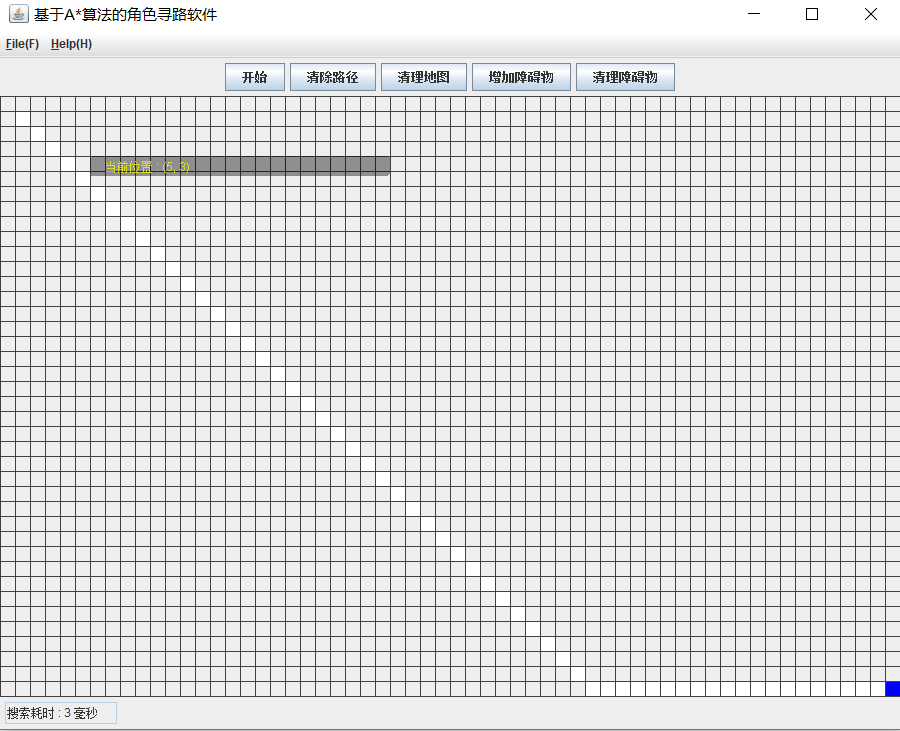 基于A*算法的角色寻路软件
File(F) Help(H)
开始 清除路径 清理地图 增加障碍物 清理障碍物
当前位置 : (5, 3)
搜索耗时 : 3 毫秒